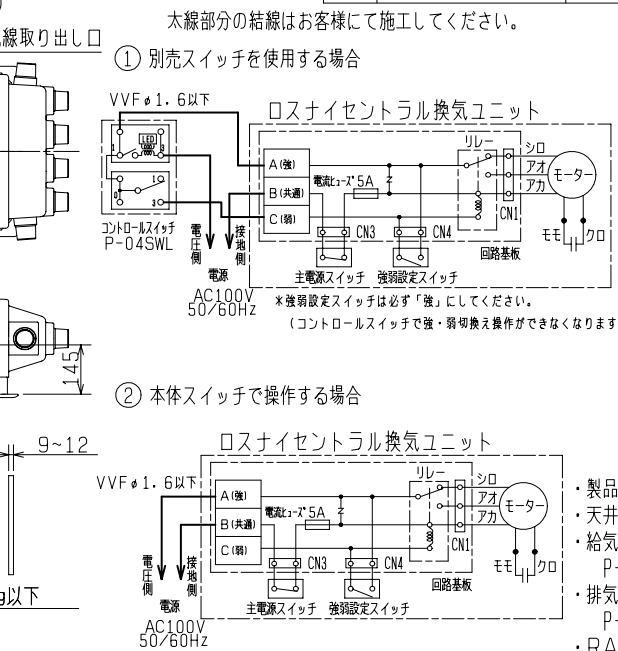 太線部分の結線はお客様にて施工してください。
線取り出し口
① 別売スイッチを使用する場合
VVFφ1.6以下
ロスナイセントラル換気ユニット
LED
1
3
1
0
3
コントロールスイッチ
P-04SWL
電圧側
接地側
電源
AC100V
50/60Hz
A(強)
B(共通)
C(弱)
電流ヒューズ 5A
Z
リレー
シロ
アオ
アカ
モーター
CN1
CN3
CN4
回路基板
モモ
クロ
主電源スイッチ
強弱設定スイッチ
*強弱設定スイッチは必ず「強」にしてください。
(コントロールスイッチで強・弱切換え操作ができなくなります
145
② 本体スイッチで操作する場合
9~12
以下
ロスナイセントラル換気ユニット
VVFφ1.6以下
A(強)
B(共通)
C(弱)
電流ヒューズ 5A
Z
リレー
シロ
アオ
アカ
モーター
CN1
CN3
CN4
回路基板
モモ
クロ
主電源スイッチ
強弱設定スイッチ
電圧側
接地側
電源
AC100V
50/60Hz
・製品
・天井
・給気
P-
・排気
P-
・RA